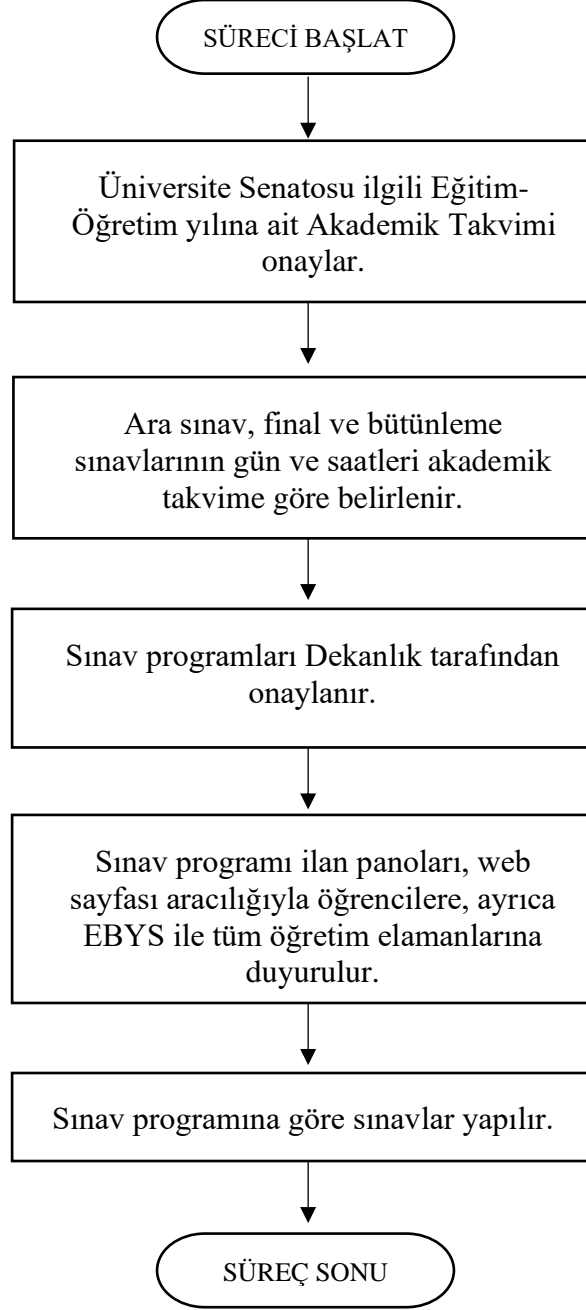 SÜRECİ BAŞLAT
Üniversite Senatosu ilgili Eğitim-
Öğretim yılına ait Akademik Takvimi
onaylar.
Ara sınav, final ve bütünleme
sınavlarının gün ve saatleri akademik
takvime göre belirlenir.
Sınav programları Dekanlık tarafından
onaylanır.
Sınav programı ilan panoları, web
sayfası aracılığıyla öğrencilere, ayrıca
EBYS ile tüm öğretim elamanlarına
duyurulur.
Sınav programına göre sınavlar yapılır.
SÜREÇ SONU